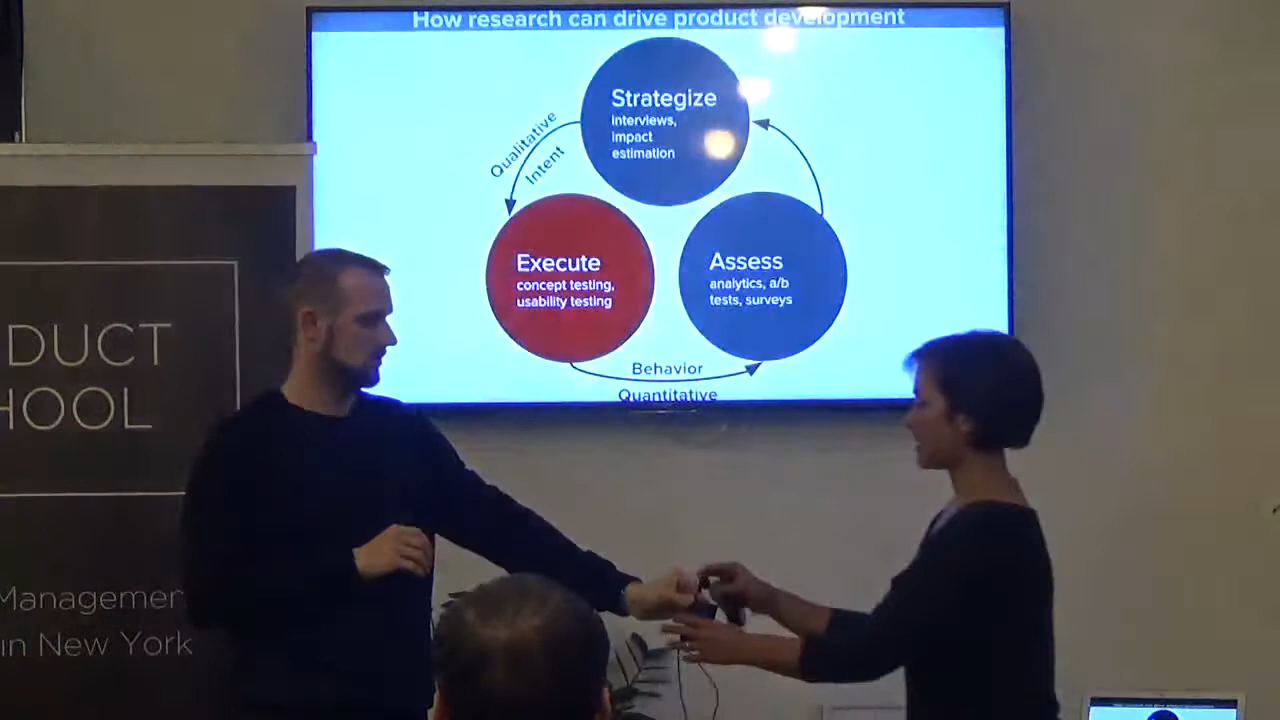 How research can drive product development
Strategize
interviews,
impact
estimation
Qualitative
Intent
Execute
concept testing,
usability testing
Assess
analytics, a/b
tests, surveys
Behavior
Quantitative
DUCT
HOOL
Managemen
in New York